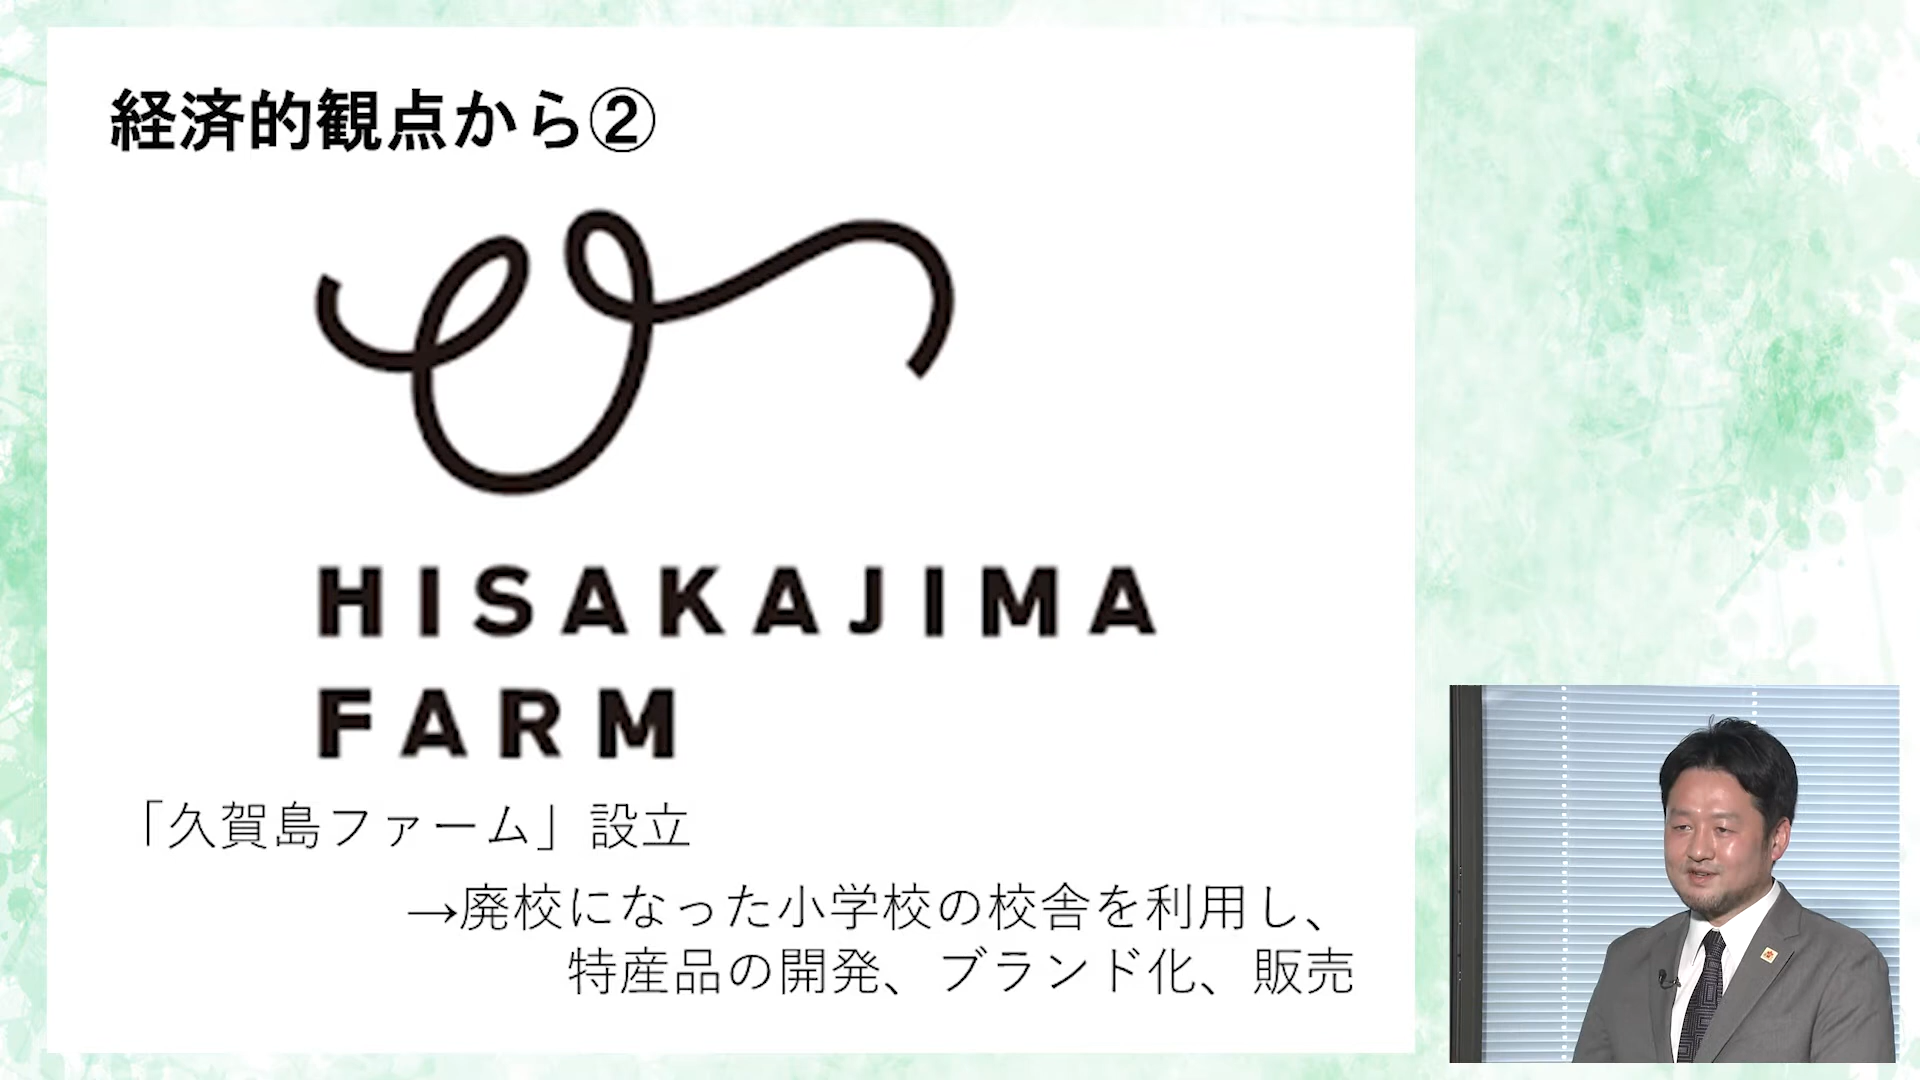 経済的観点から②
HISAKAJIMA
FARM
「久賀島ファーム」設立
→廃校になった小学校の校舎を利用し、
特産品の開発、ブランド化、販売